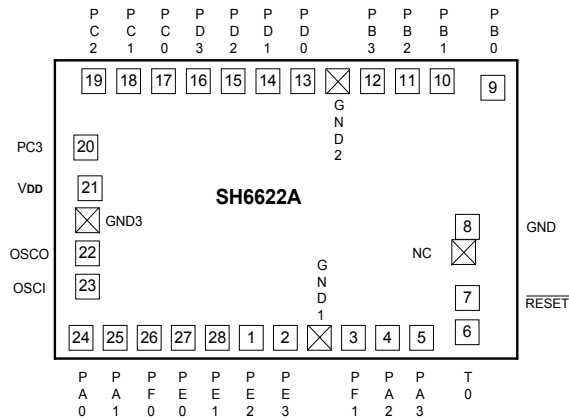 PC2 PC1 PC0 PD3 PD2 PD1 PD0 PB3 PB2 PB1 PB0
19 18 17 16 15 14 13 12 11 10 9
GND2
PC3 20
VDD 21
SH6622A
GND3
8 GND
OSCO 22
NC
OSCI 23
GND1
7 RESET
24 25 26 27 28 1 2 3 4 5 6
PA0 PA1 PF0 PE0 PE1 PE2 PE3 PF1 PA2 PA3 T0